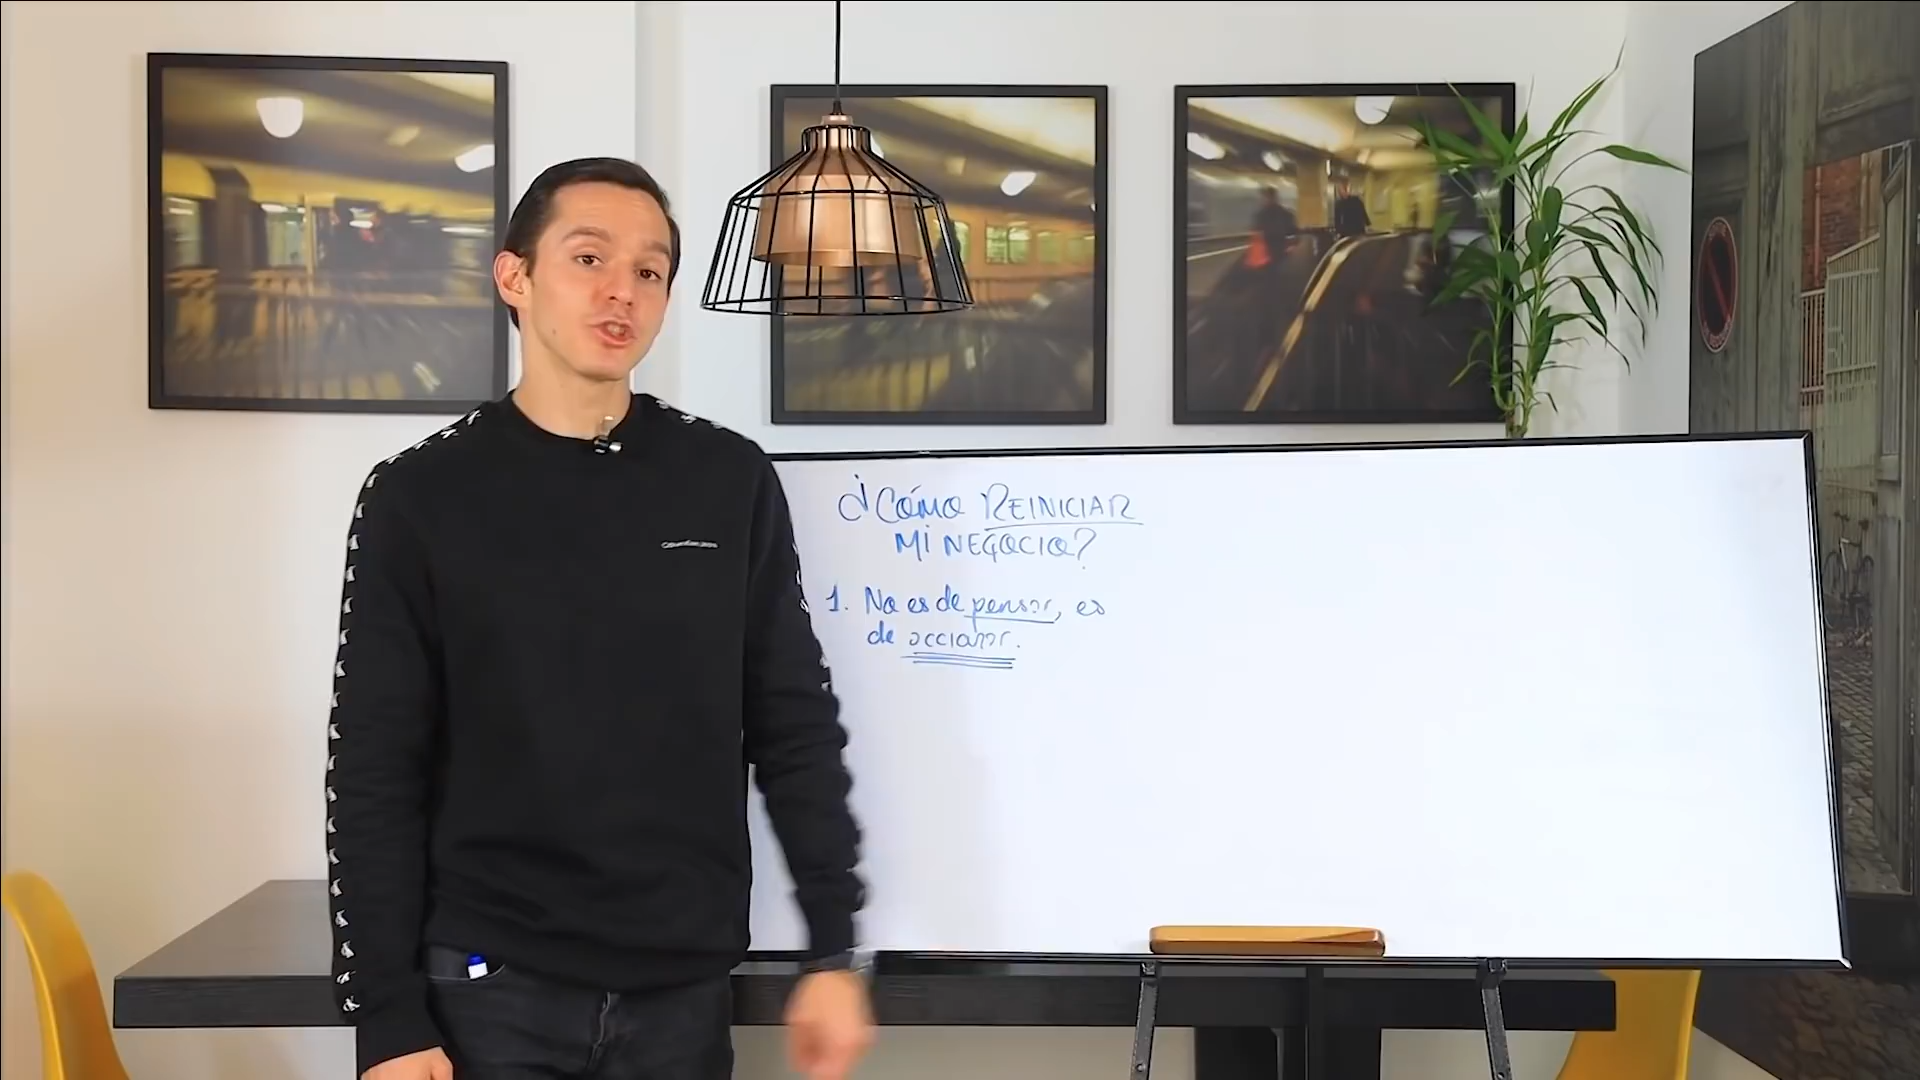 ¿Cómo REINICIAR
Mi NEGOCIO?
1. No es de pensar, es
de accionar.